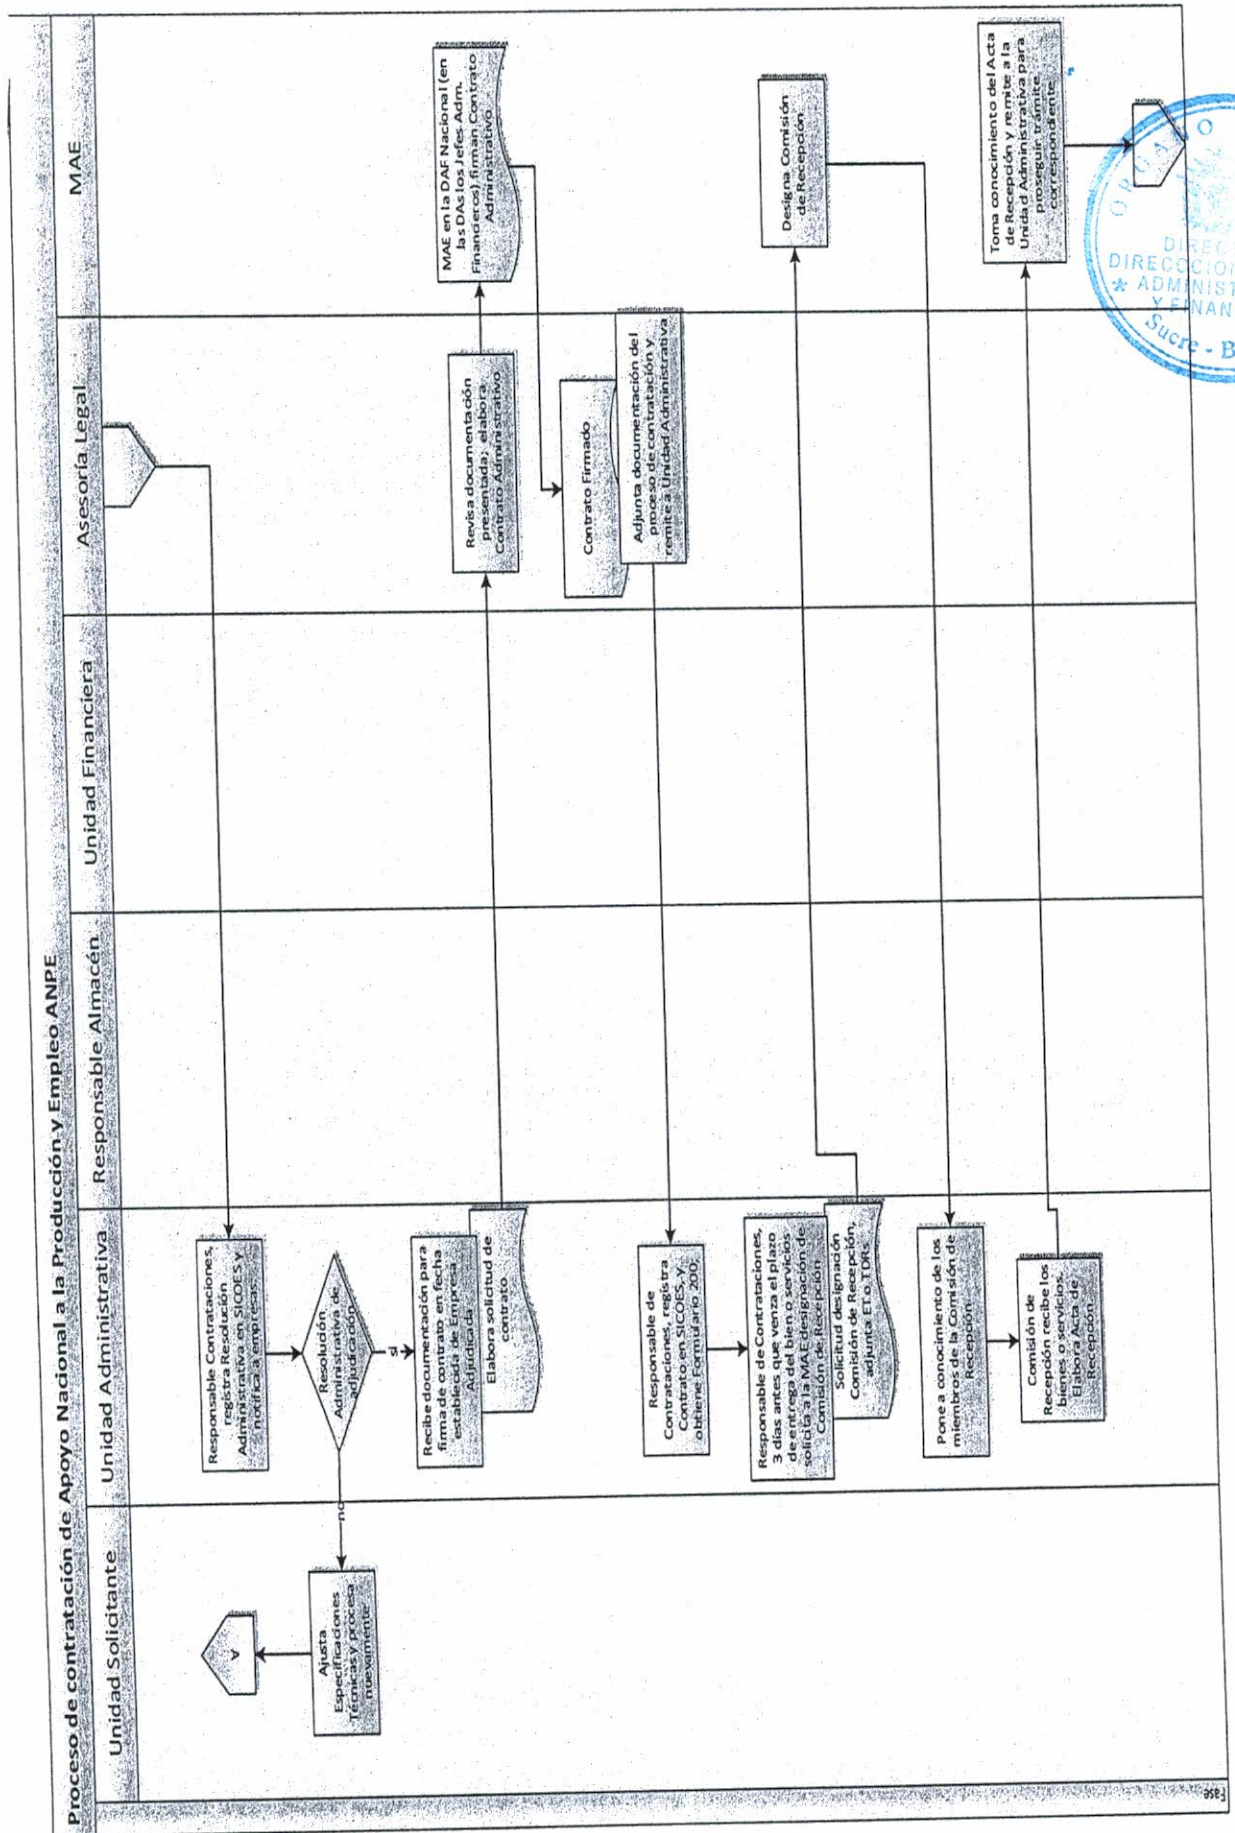 Proceso de contratación de Apoyo Nacional a la Producción y Empleo ANPE
Unidad Solicitante
Unidad Administrativa
Responsable Almacén
Unidad Financiera
Asesoría Legal
MAE
Responsable Contrataciones,
registra Resolución
Administrativa en SICOES y
notifica a empresas.
Resolución
Administrativa de
adjudicación
no
si
Ajusta
Especificaciones
Técnicas y procesa
nuevamente
A
Recibe documentación para
firma de contrato en fecha
establecida de Empresa
Adjudicada
Elabora solicitud de
contrato
Revisa documentación
presentada; elabora
Contrato Administrativo
MAE en la DAF Nacional (en
las DAs los Jefes Adm.
Financieros) firman Contrato
Administrativo
Contrato Firmado
Adjunta documentación del
proceso de contratación y
remite a Unidad Administrativa
Responsable de
Contrataciones, registra
Contrato en SICOES, y
obtiene Formulario 200,
Responsable de Contrataciones,
3 días antes que venza el plazo
de entrega del bien o servicios
solicita a la MAE designación de
Comisión de Recepción
Solicitud designación
Comisión de Recepción,
adjunta ET o TDRs
Designa Comisión
de Recepción
Pone a conocimiento de los
miembros de la Comisión de
Recepción
Comisión de
Recepción recibe los
bienes o servicios,
Elabora Acta de
Recepción
Toma conocimiento del Acta
de Recepción y remite a la
Unidad Administrativa para
proseguir trámite
correspondiente
Fase
DIREC
DIRECCCION
* ADMINIST
Y FINAN
Sucre - B